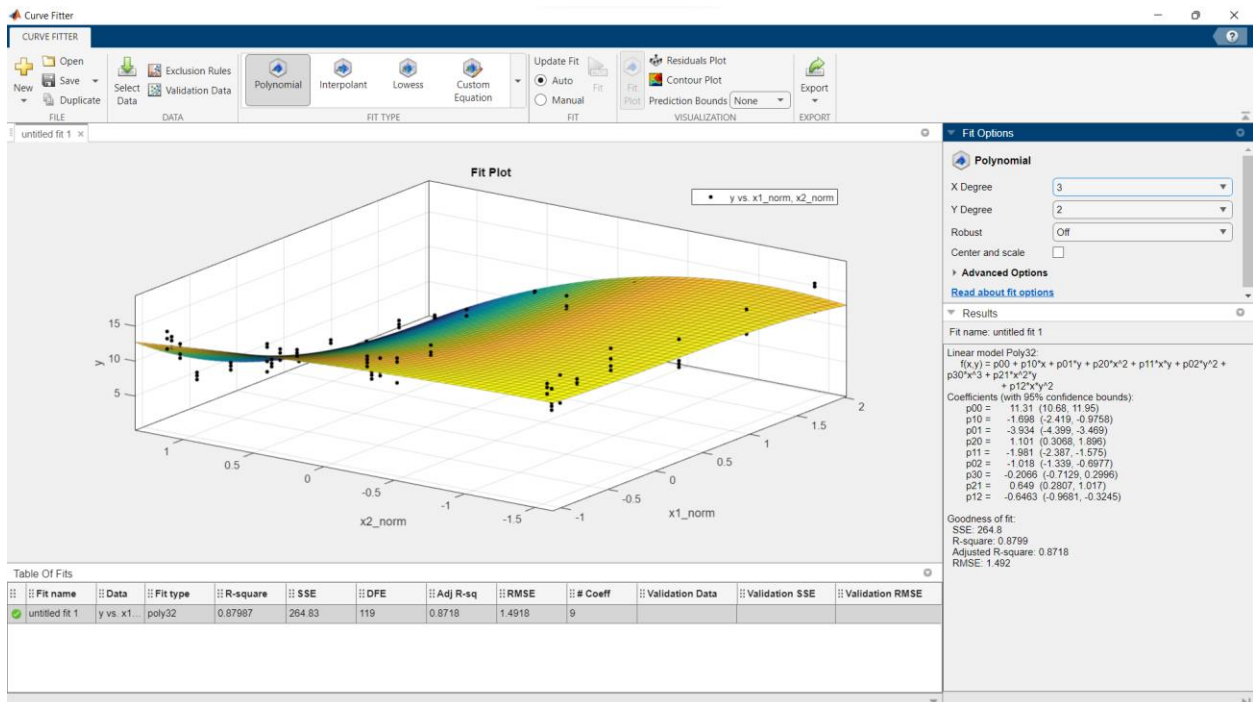 Curve Fitter
CURVE FITTER
New
Open
Save
Duplicate
FILE
Select Data
Exclusion Rules
Validation Data
DATA
Polynomial
Interpolant
Lowess
Custom Equation
FIT TYPE
Update Fit
Auto
Manual
Fit
FIT
Fit Plot
Residuals Plot
Contour Plot
Prediction Bounds None
VISUALIZATION
Export
EXPORT
untitled fit 1 ×
Fit Plot
y vs. x1_norm, x2_norm
15
10
5
y
1
0.5
0
-0.5
-1
-1.5
x2_norm
-1
-0.5
0
0.5
1
1.5
2
x1_norm
Fit Options
Polynomial
X Degree 3
Y Degree 2
Robust Off
Center and scale
Advanced Options
Read about fit options
Results
Fit name: untitled fit 1
Linear model Poly32:
f(x,y) = p00 + p10*x + p01*y + p20*x^2 + p11*x*y + p02*y^2 +
p30*x^3 + p21*x^2*y
+ p12*x*y^2
Coefficients (with 95% confidence bounds):
p00 = 11.31 (10.68, 11.95)
p10 = -1.698 (-2.419, -0.9758)
p01 = -3.934 (-4.399, -3.469)
p20 = 1.101 (0.3068, 1.896)
p11 = -1.981 (-2.387, -1.575)
p02 = -1.018 (-1.339, -0.6977)
p30 = -0.2066 (-0.7129, 0.2996)
p21 = 0.649 (0.2807, 1.017)
p12 = -0.6463 (-0.9681, -0.3245)
Goodness of fit:
SSE: 264.8
R-square: 0.8799
Adjusted R-square: 0.8718
RMSE: 1.492
Table Of Fits
Fit name Data Fit type R-square SSE DFE Adj R-sq RMSE # Coeff Validation Data Validation SSE Validation RMSE
untitled fit 1 y vs. x1... poly32 0.87987 264.83 119 0.8718 1.4918 9